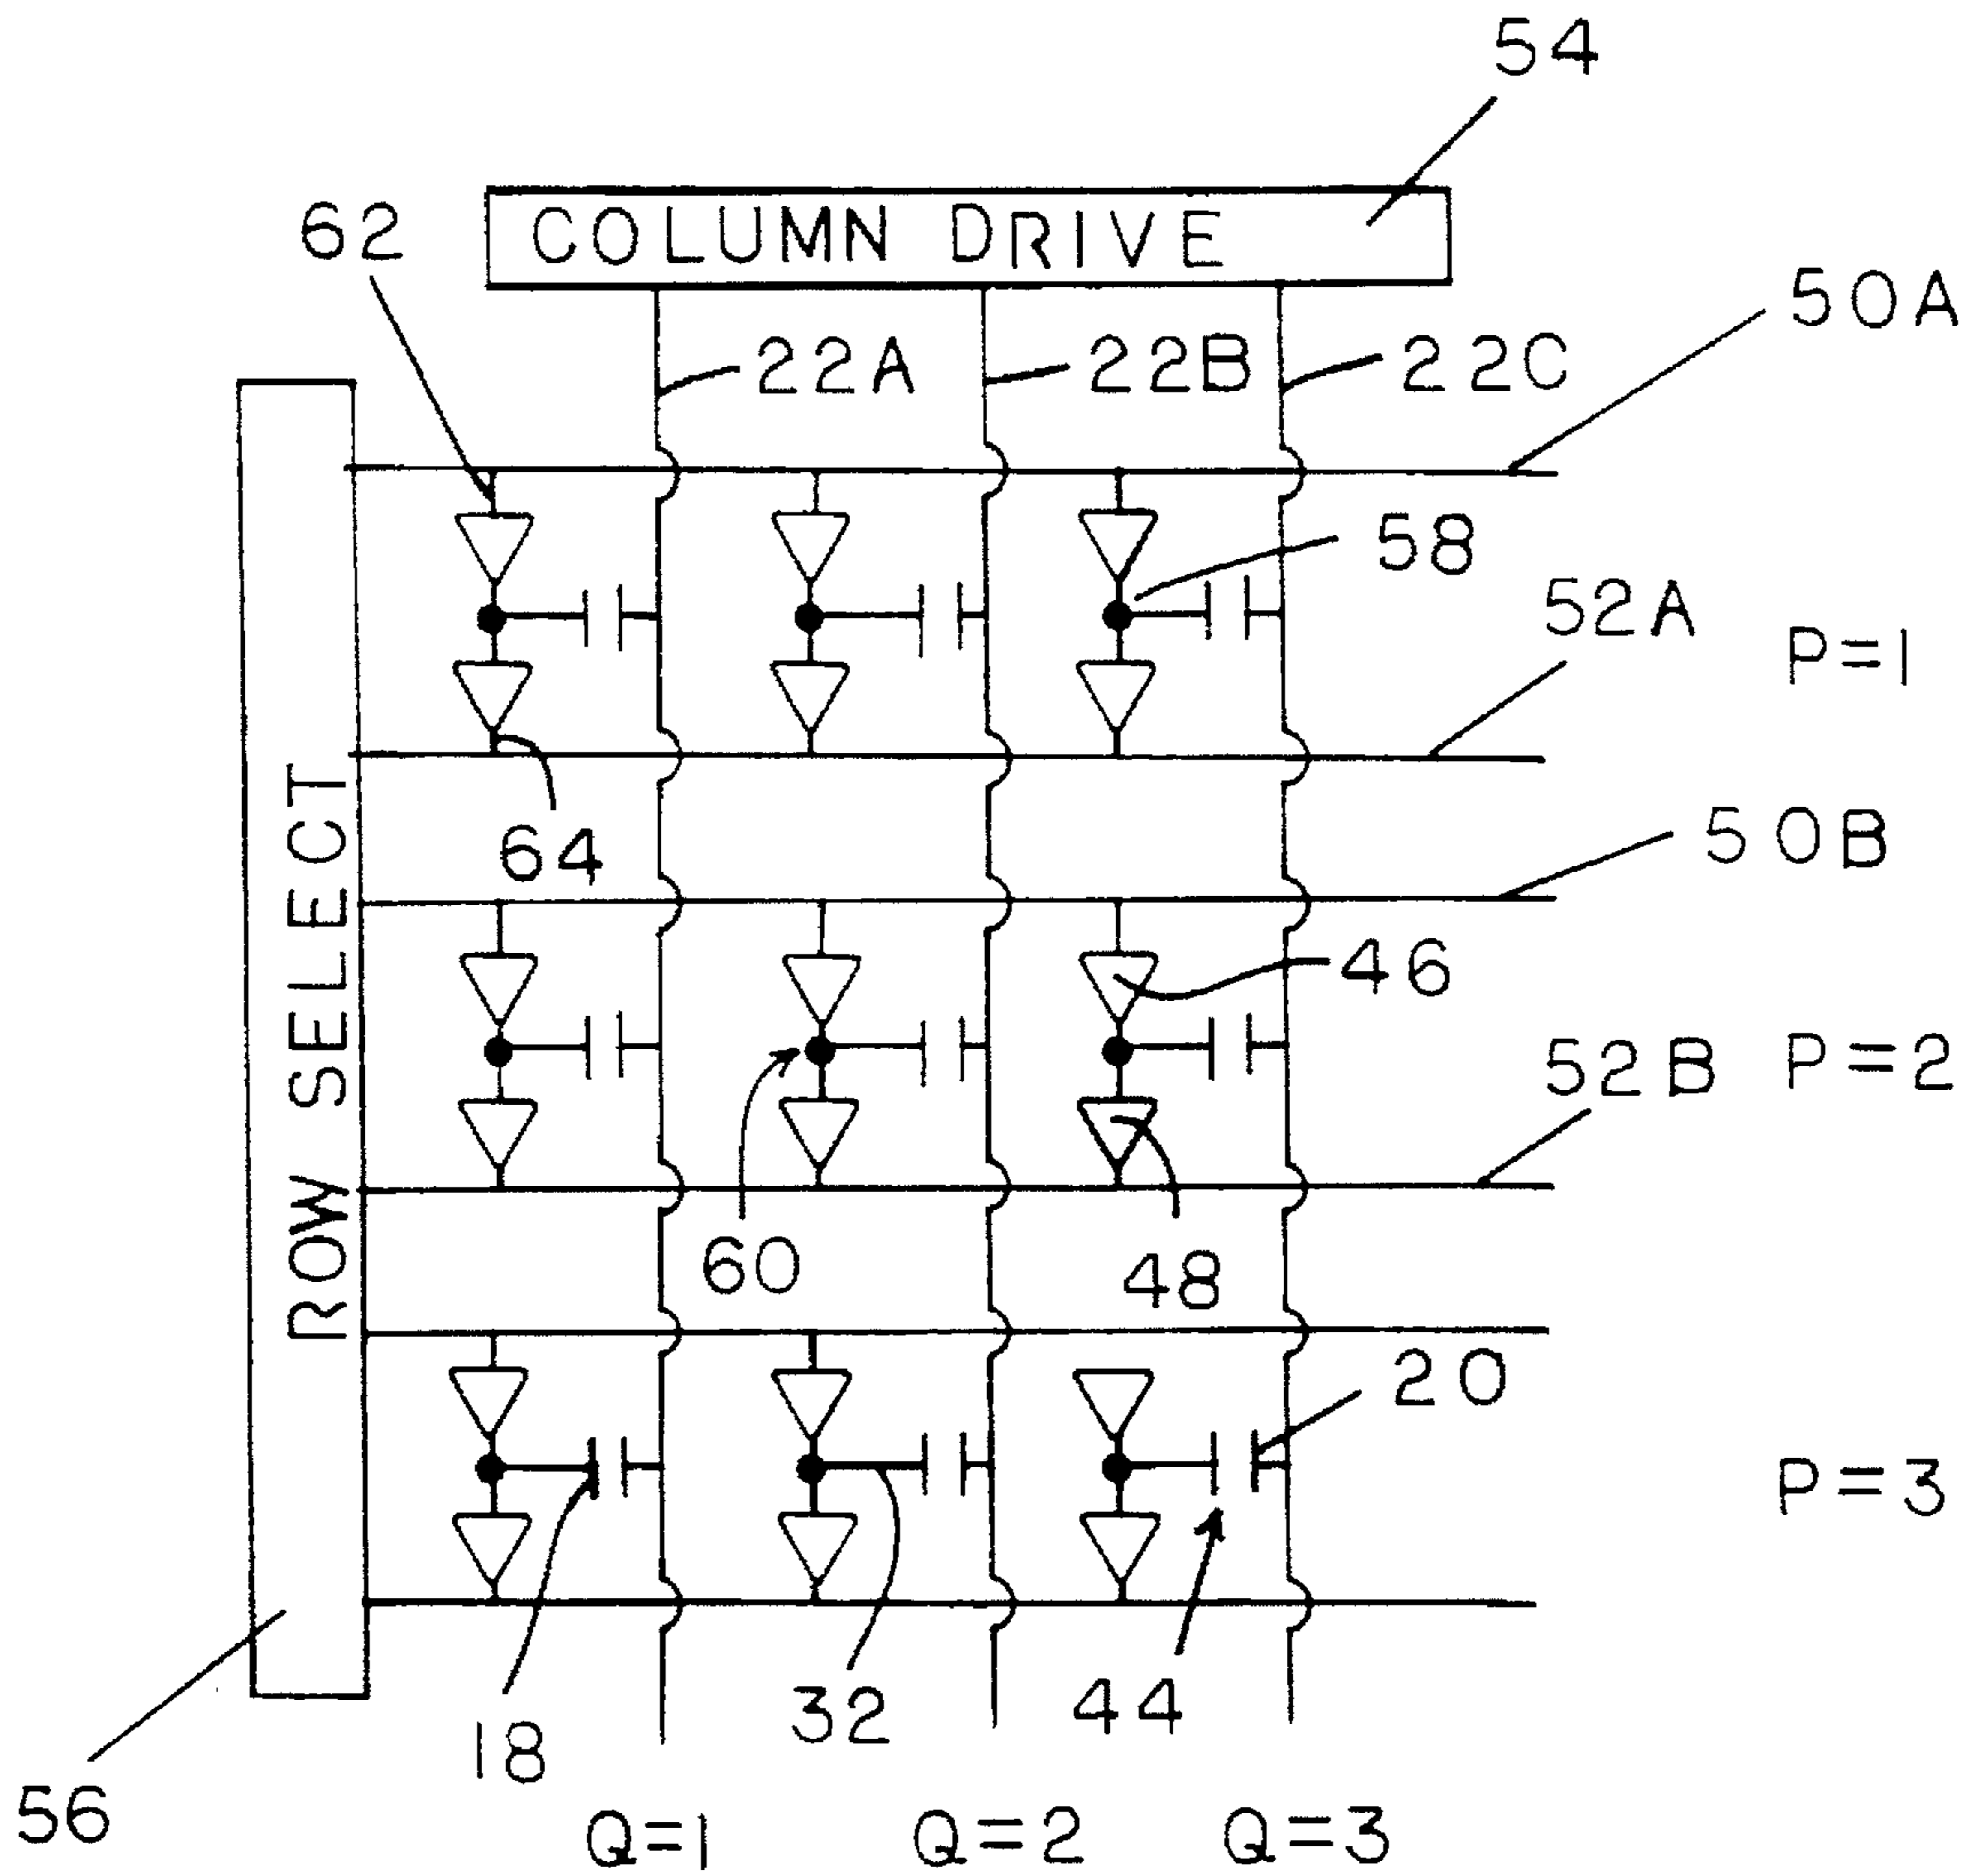 54
COLUMN DRIVE
62
50A
22A
22B
22C
58
52A
P=1
64
50B
46
52B
P=2
60
48
ROW SELECT
20
P=3
18
32
44
56
Q=1
Q=2
Q=3